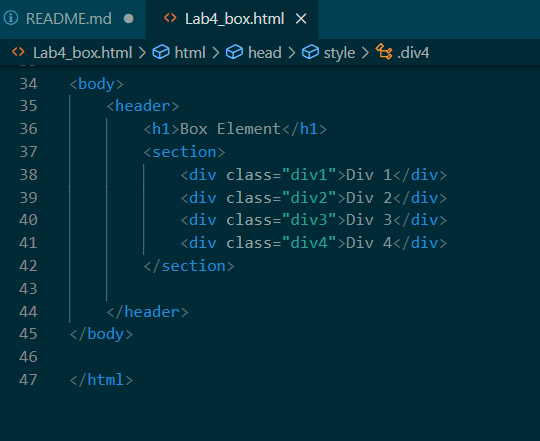 README.md
Lab4_box.html
Lab4_box.html > html > head > style > .div4
34 <body>
35     <header>
36         <h1>Box Element</h1>
37         <section>
38             <div class="div1">Div 1</div>
39             <div class="div2">Div 2</div>
40             <div class="div3">Div 3</div>
41             <div class="div4">Div 4</div>
42         </section>
43
44     </header>
45 </body>
46
47 </html>